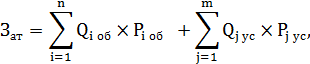 З_ат = ∑_{i=1}^{n} Q_{i об} × P_{i об} + ∑_{j=1}^{m} Q_{j ус} × P_{j ус},